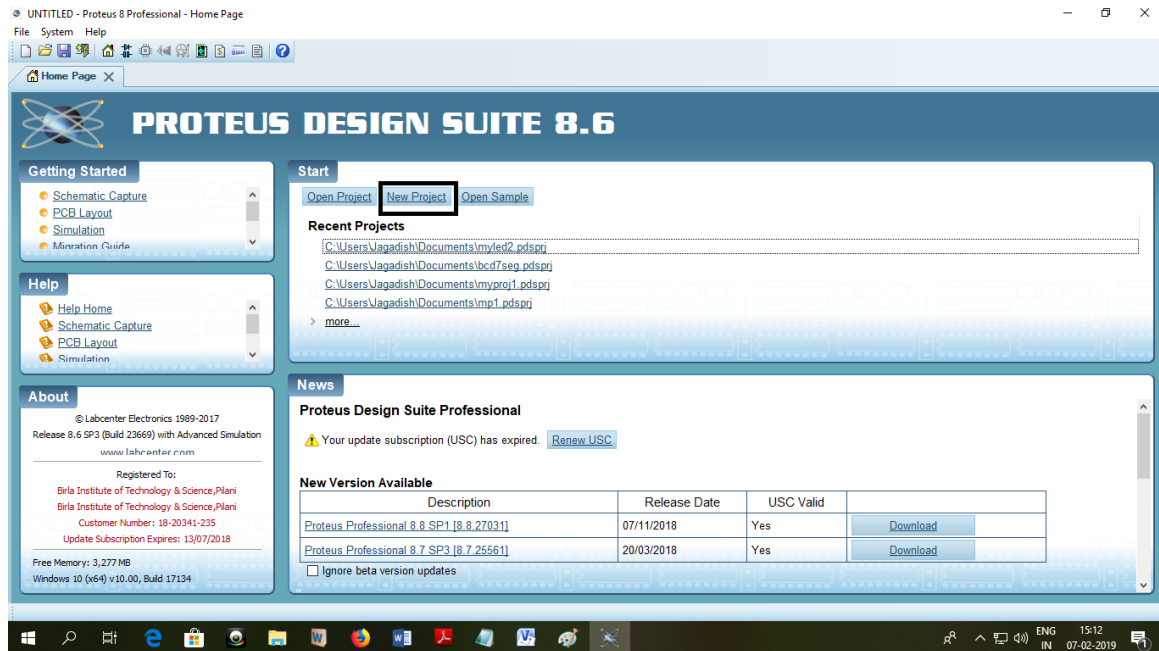 UNTITLED - Proteus 8 Professional - Home Page
File System Help
Home Page
PROTEUS DESIGN SUITE 8.6
Getting Started
Schematic Capture
PCB Layout
Simulation
Migration Guide
Help
Help Home
Schematic Capture
PCB Layout
Simulation
About
© Labcenter Electronics 1989-2017
Release 8.6 SP3 (Build 23669) with Advanced Simulation
www.labcenter.com
Registered To:
Birla Institute of Technology & Science,Pilani
Birla Institute of Technology & Science,Pilani
Customer Number: 18-20341-235
Update Subscription Expires: 13/07/2018
Free Memory: 3,277 MB
Windows 10 (x64) v10.00, Build 17134
Start
Open Project New Project Open Sample
Recent Projects
C:\Users\Jagadish\Documents\myled2.pdsprj
C:\Users\Jagadish\Documents\bcd7seg.pdsprj
C:\Users\Jagadish\Documents\myproj1.pdsprj
C:\Users\Jagadish\Documents\mp1.pdsprj
more...
News
Proteus Design Suite Professional
Your update subscription (USC) has expired. Renew USC
New Version Available
Description Release Date USC Valid
Proteus Professional 8.8 SP1 [8.8.27031] 07/11/2018 Yes Download
Proteus Professional 8.7 SP3 [8.7.25561] 20/03/2018 Yes Download
Ignore beta version updates
ENG 15:12
IN 07-02-2019